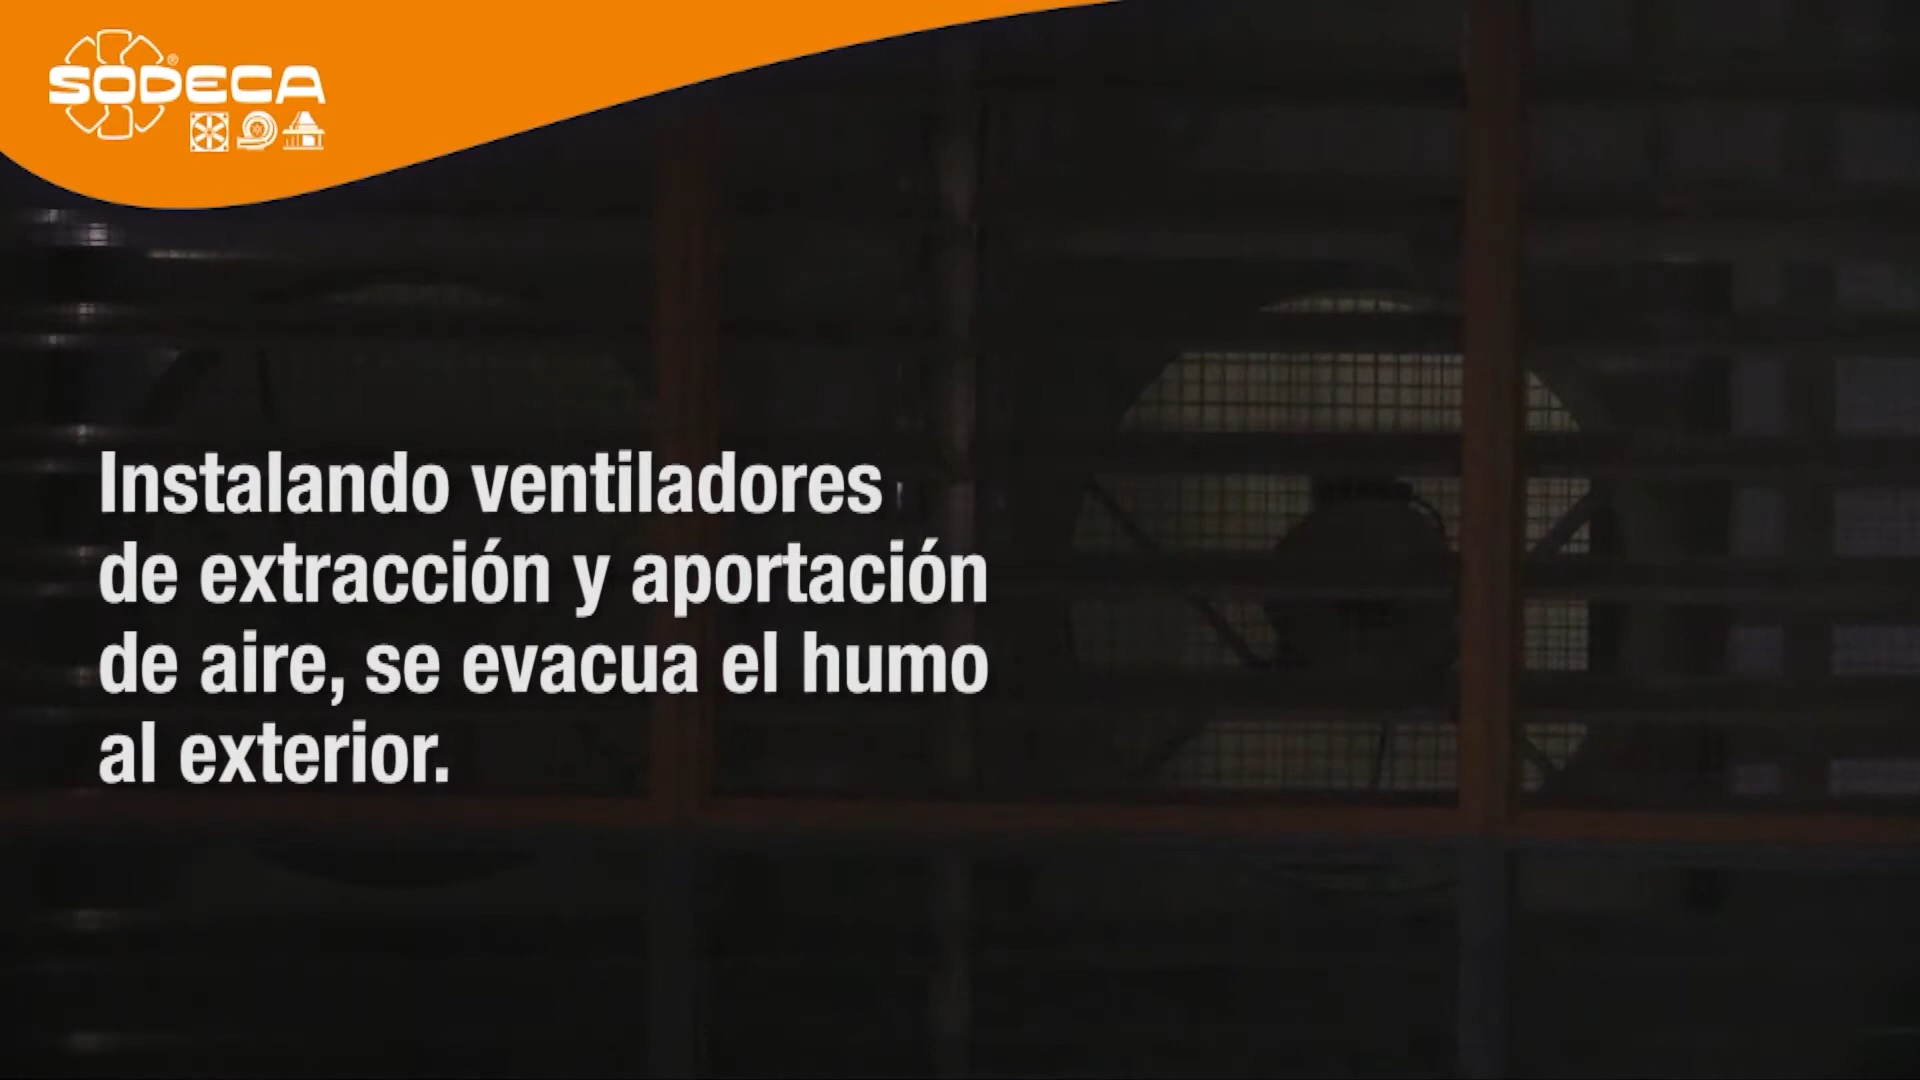 SODECA®
Instalando ventiladores
de extracción y aportación
de aire, se evacua el humo
al exterior.